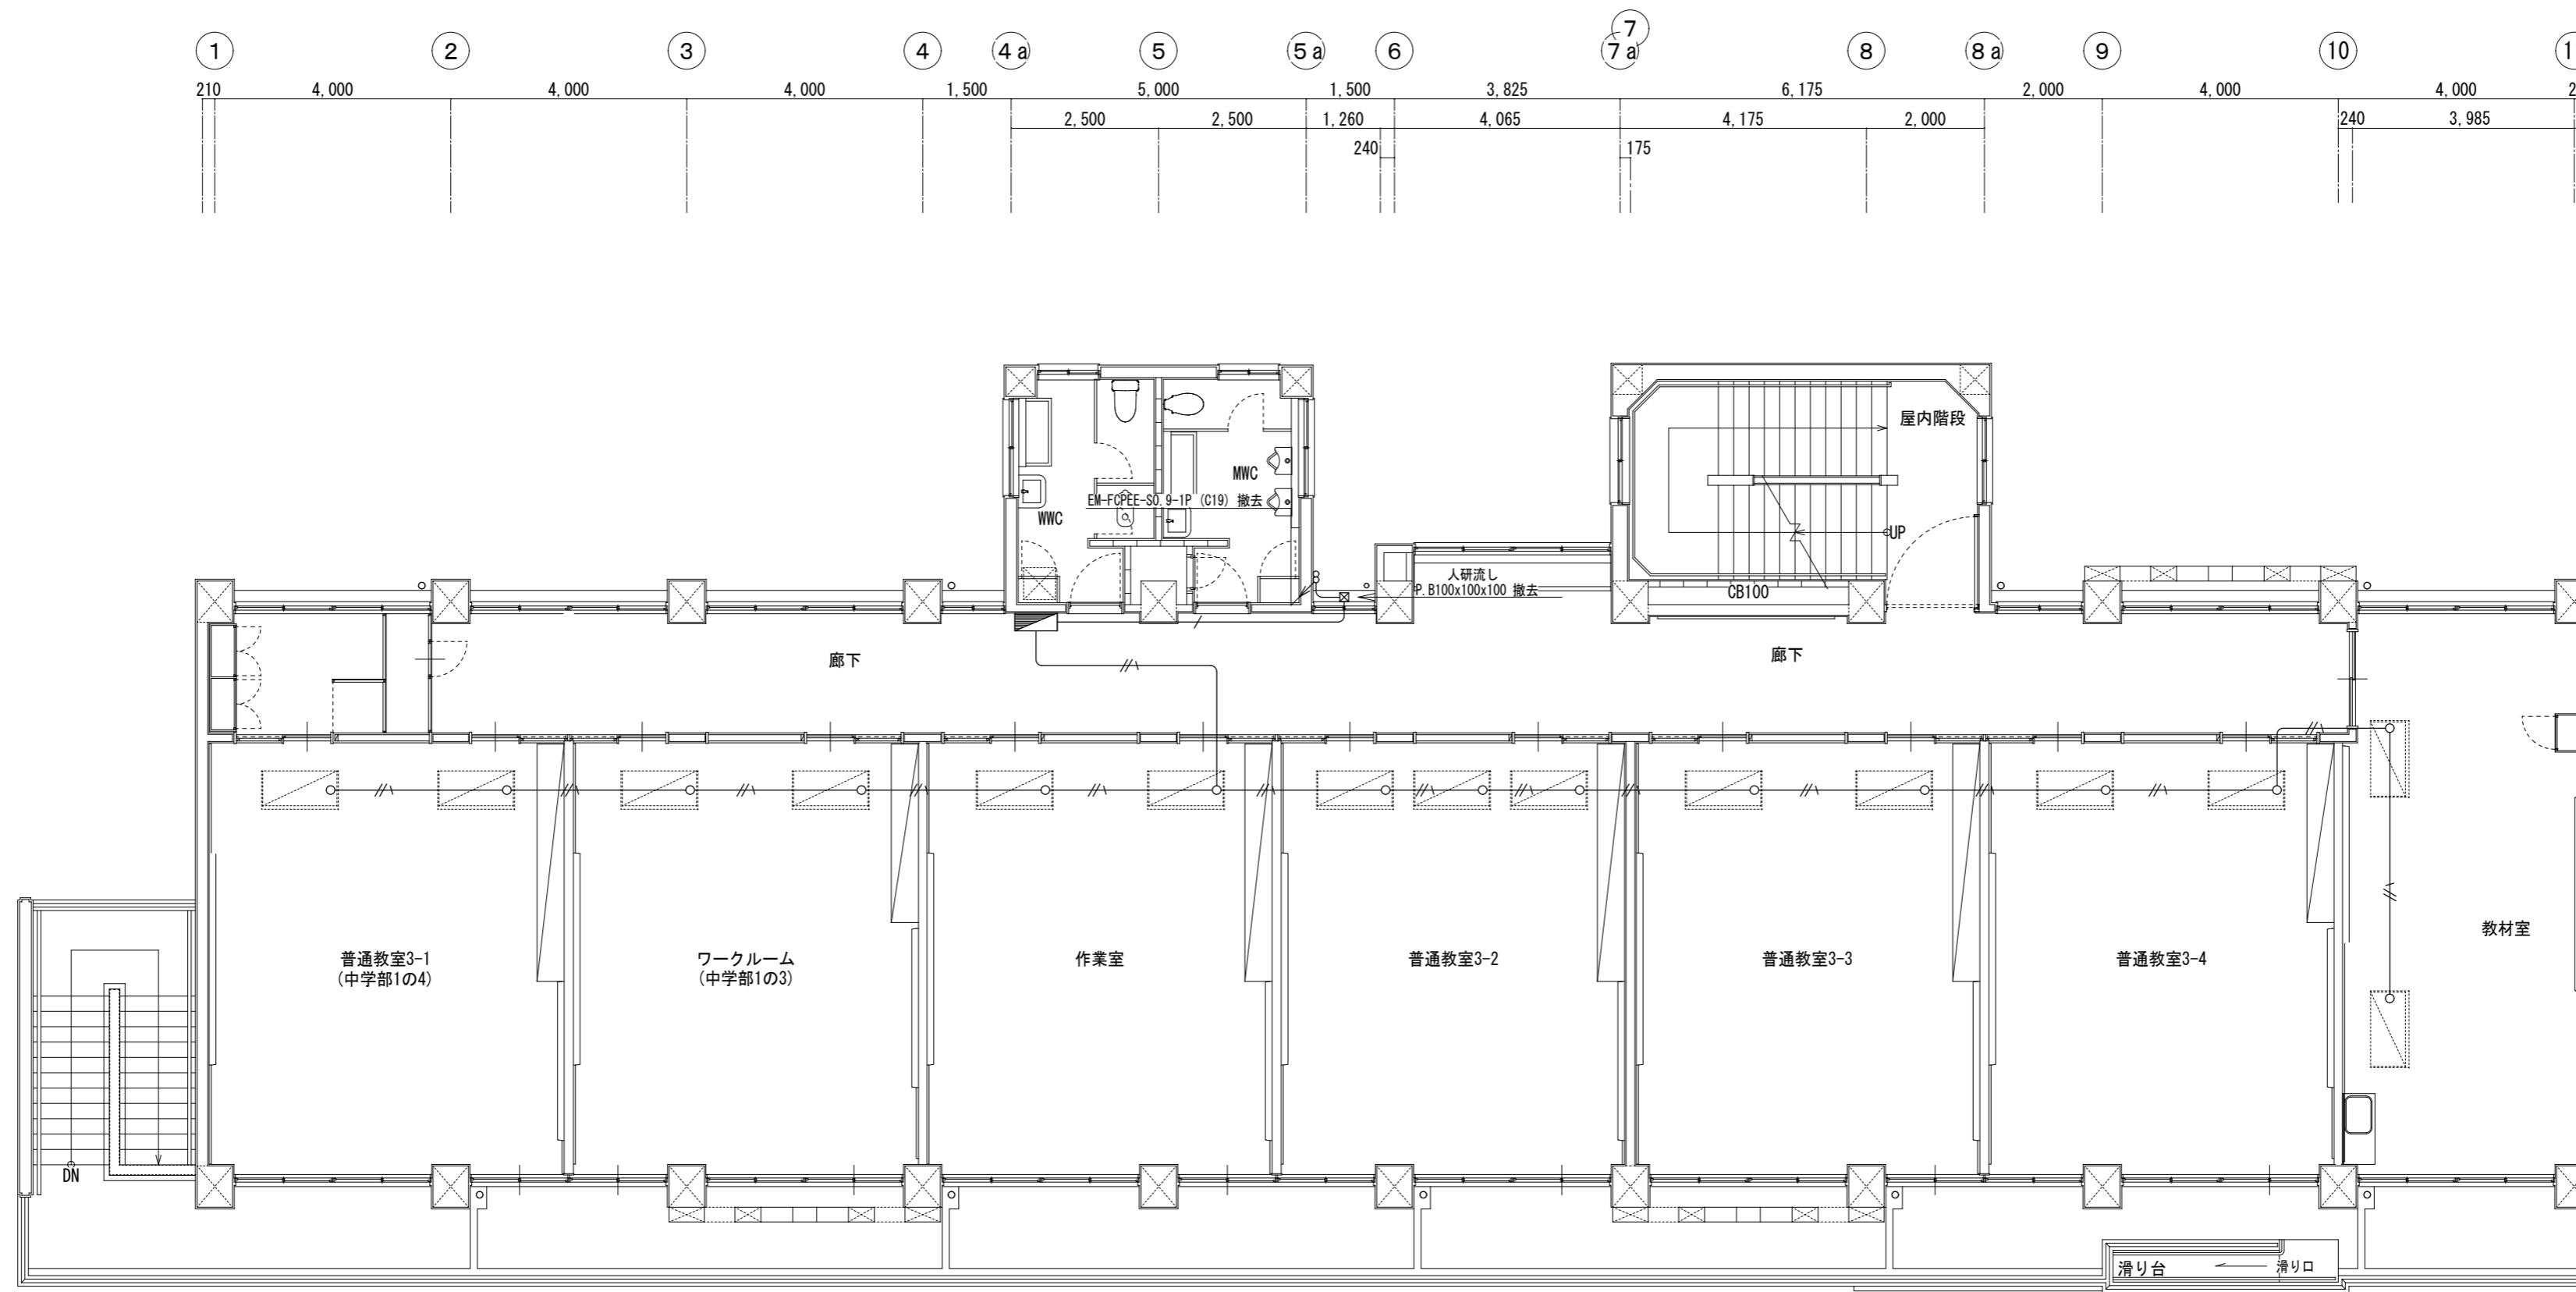 1 2 3 4 4a 5 5a 6 7 7a 8 8a 9 10
210 4,000 4,000 4,000 1,500 5,000 1,500 3,825 6,175 2,000 4,000 4,000
2,500 2,500 1,260 4,065 4,175 2,000 240 3,985
240 175
屋内階段
MWC
EM-FCPEE-S0.9-1P (C19) 撤去
WWC
UP
人研流し
P.B100x100x100 撤去
CB100
廊下
廊下
教材室
普通教室3-1
(中学部1の4)
ワークルーム
(中学部1の3)
作業室
普通教室3-2
普通教室3-3
普通教室3-4
DN
滑り台
滑り口